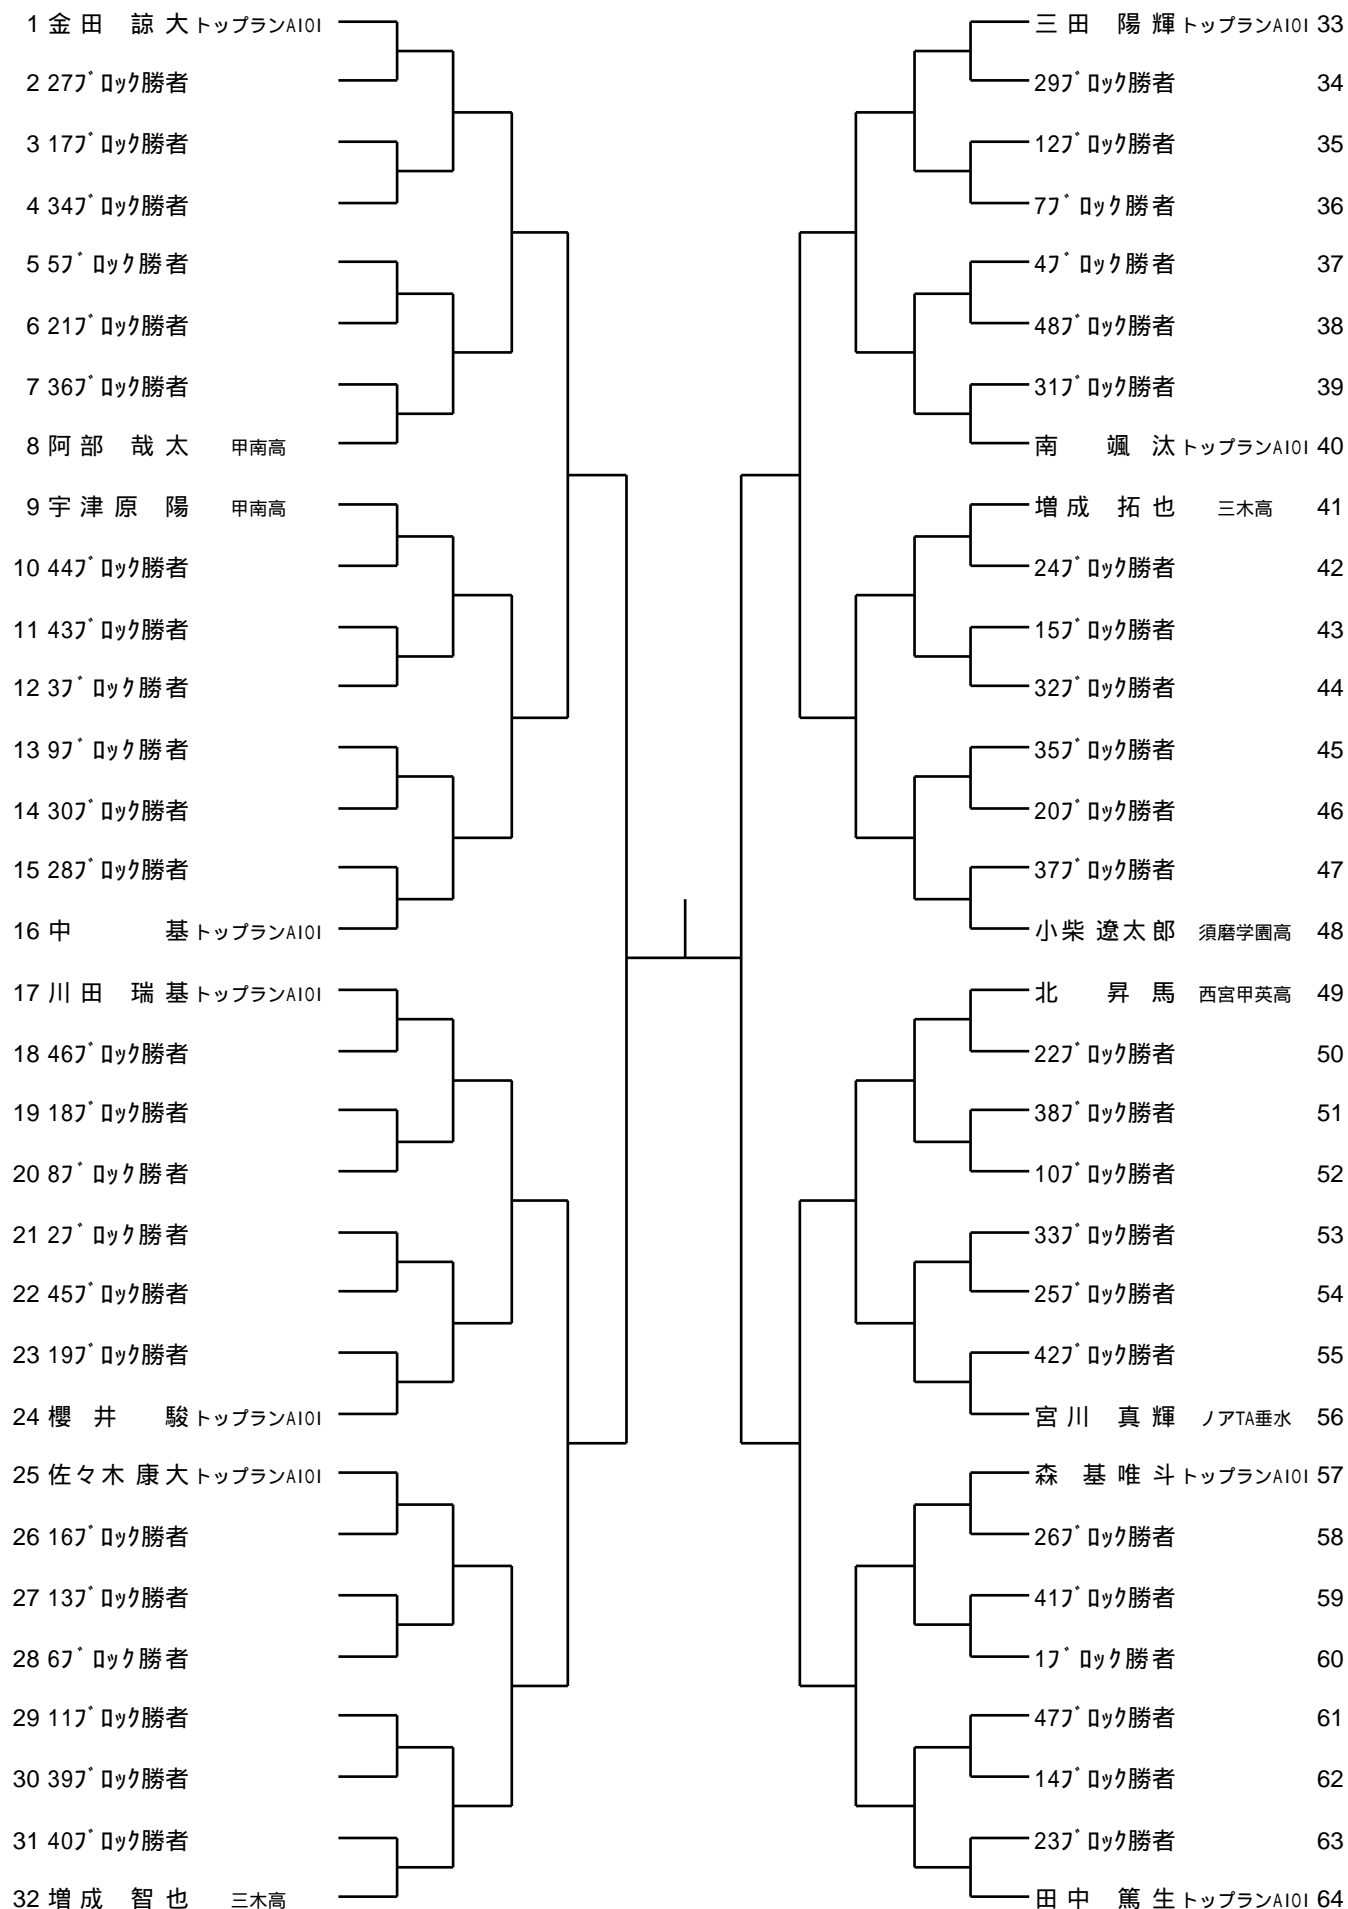 1 金田 諒大 トップランAIOI
2 27ﾌﾞﾛｯｸ勝者
3 17ﾌﾞﾛｯｸ勝者
4 34ﾌﾞﾛｯｸ勝者
5 5ﾌﾞﾛｯｸ勝者
6 21ﾌﾞﾛｯｸ勝者
7 36ﾌﾞﾛｯｸ勝者
8 阿部 哉太 甲南高
9 宇津原 陽 甲南高
10 44ﾌﾞﾛｯｸ勝者
11 43ﾌﾞﾛｯｸ勝者
12 3ﾌﾞﾛｯｸ勝者
13 9ﾌﾞﾛｯｸ勝者
14 30ﾌﾞﾛｯｸ勝者
15 28ﾌﾞﾛｯｸ勝者
16 中 基 トップランAIOI
17 川田 瑞基 トップランAIOI
18 46ﾌﾞﾛｯｸ勝者
19 18ﾌﾞﾛｯｸ勝者
20 8ﾌﾞﾛｯｸ勝者
21 2ﾌﾞﾛｯｸ勝者
22 45ﾌﾞﾛｯｸ勝者
23 19ﾌﾞﾛｯｸ勝者
24 櫻井 駿 トップランAIOI
25 佐々木 康大 トップランAIOI
26 16ﾌﾞﾛｯｸ勝者
27 13ﾌﾞﾛｯｸ勝者
28 6ﾌﾞﾛｯｸ勝者
29 11ﾌﾞﾛｯｸ勝者
30 39ﾌﾞﾛｯｸ勝者
31 40ﾌﾞﾛｯｸ勝者
32 増成 智也 三木高
三田 陽輝 トップランAIOI 33
29ﾌﾞﾛｯｸ勝者 34
12ﾌﾞﾛｯｸ勝者 35
7ﾌﾞﾛｯｸ勝者 36
4ﾌﾞﾛｯｸ勝者 37
48ﾌﾞﾛｯｸ勝者 38
31ﾌﾞﾛｯｸ勝者 39
南 颯汰 トップランAIOI 40
増成 拓也 三木高 41
24ﾌﾞﾛｯｸ勝者 42
15ﾌﾞﾛｯｸ勝者 43
32ﾌﾞﾛｯｸ勝者 44
35ﾌﾞﾛｯｸ勝者 45
20ﾌﾞﾛｯｸ勝者 46
37ﾌﾞﾛｯｸ勝者 47
小柴 遼太郎 須磨学園高 48
北 昇馬 西宮甲英高 49
22ﾌﾞﾛｯｸ勝者 50
38ﾌﾞﾛｯｸ勝者 51
10ﾌﾞﾛｯｸ勝者 52
33ﾌﾞﾛｯｸ勝者 53
25ﾌﾞﾛｯｸ勝者 54
42ﾌﾞﾛｯｸ勝者 55
宮川 真輝 ノアTA垂水 56
森 基唯斗 トップランAIOI 57
26ﾌﾞﾛｯｸ勝者 58
41ﾌﾞﾛｯｸ勝者 59
1ﾌﾞﾛｯｸ勝者 60
47ﾌﾞﾛｯｸ勝者 61
14ﾌﾞﾛｯｸ勝者 62
23ﾌﾞﾛｯｸ勝者 63
田中 篤生 トップランAIOI 64